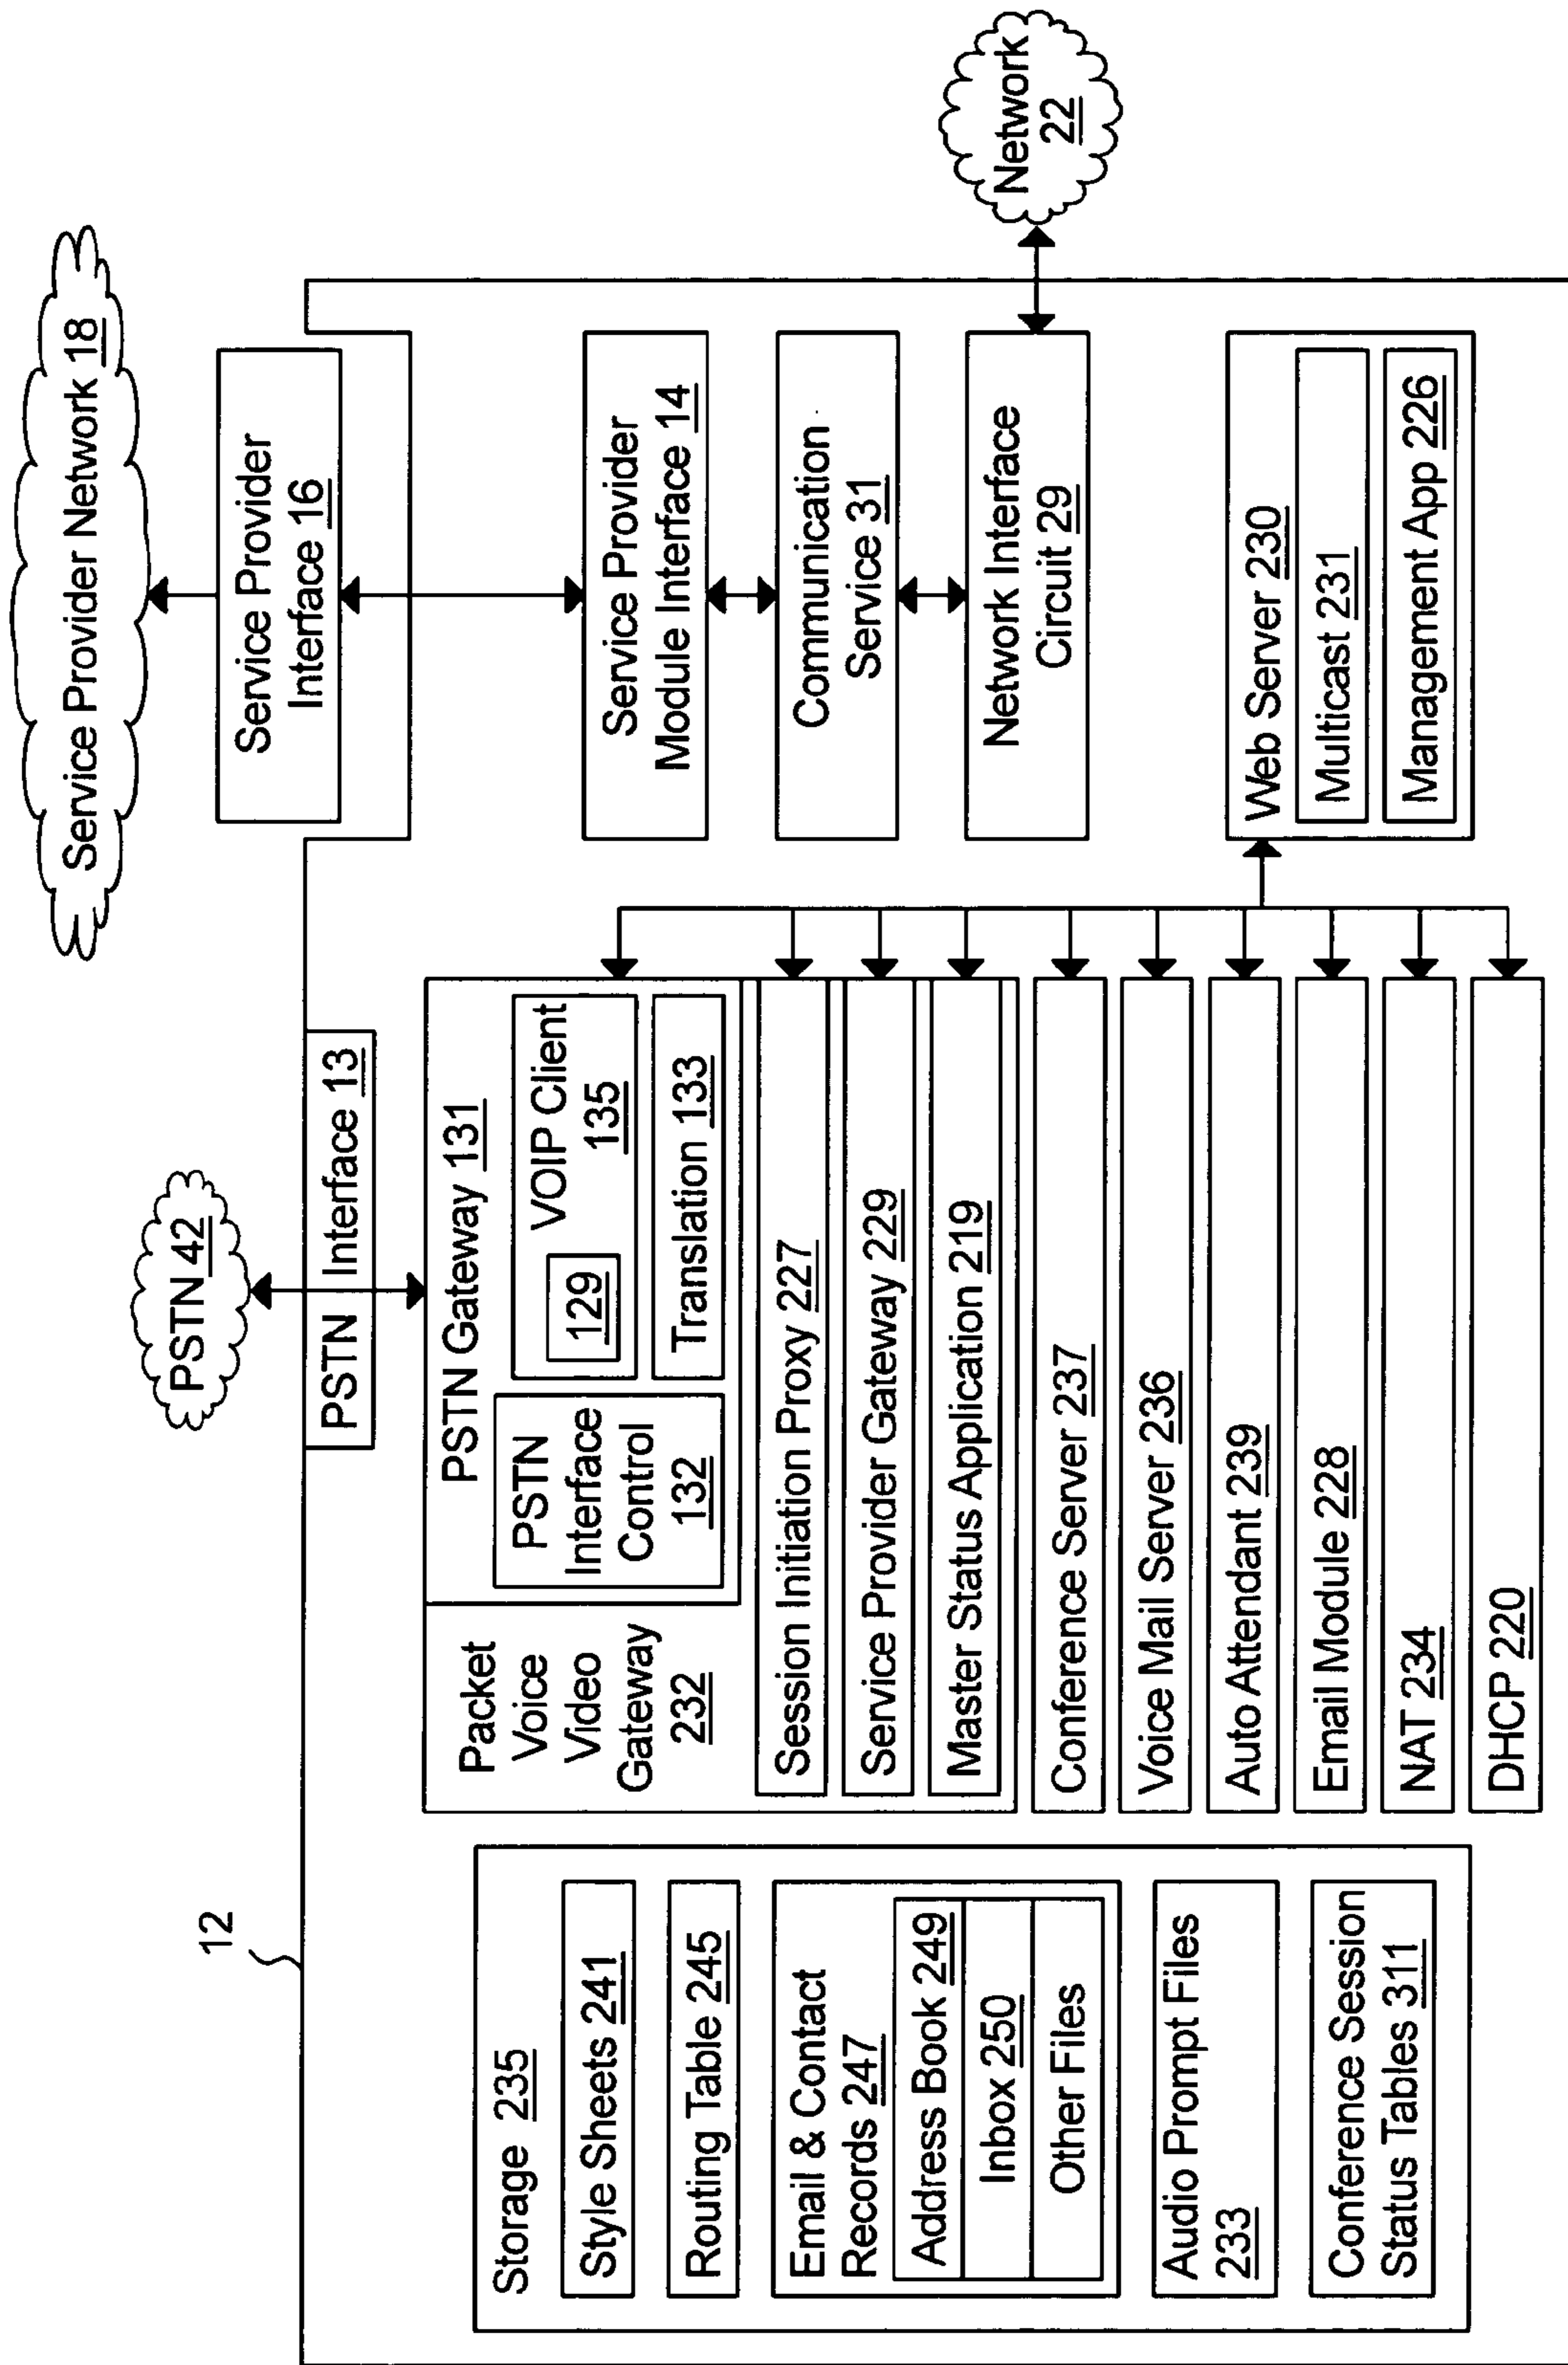 12
Service Provider Network 18
PSTN 42
Service Provider
Interface 16
PSTN Interface 13
Storage 235
Style Sheets 241
Routing Table 245
Email & Contact
Records 247
Address Book 249
Inbox 250
Other Files
Audio Prompt Files
233
Conference Session
Status Tables 311
Packet
Voice
Video
Gateway
232
PSTN Gateway 131
PSTN
Interface
Control
132
VOIP Client
135
129
Translation 133
Session Initiation Proxy 227
Service Provider Gateway 229
Master Status Application 219
Conference Server 237
Voice Mail Server 236
Auto Attendant 239
Email Module 228
NAT 234
DHCP 220
Service Provider
Module Interface 14
Communication
Service 31
Network Interface
Circuit 29
Network
22
Web Server 230
Multicast 231
Management App 226